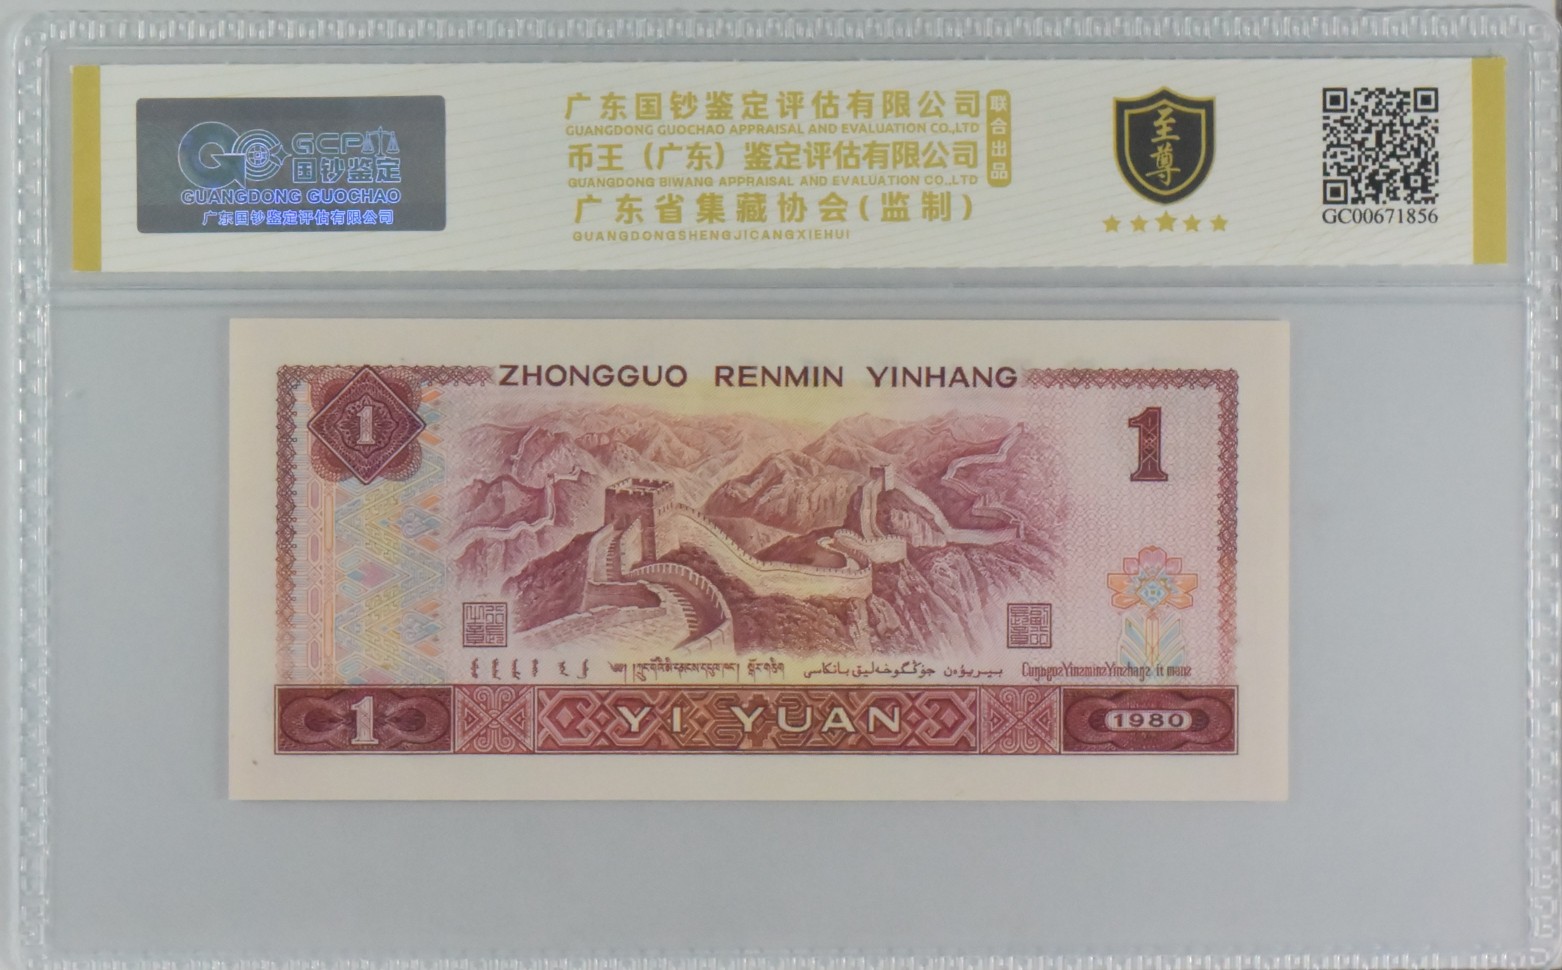 GCP
国钞鉴定
GUANGDONG GUOCHAO
广东国钞鉴定评估有限公司
广东国钞鉴定评估有限公司
GUANGDONG GUOCHAO APPRAISAL AND EVALUATION CO.,LTD
币王（广东）鉴定评估有限公司
GUANGDONG BIWANG APPRAISAL AND EVALUATION CO.,LTD
广东省集藏协会(监制)
GUANGDONGSHENGJICANGXIEHUI
联合出品
至尊
GC00671856
ZHONGGUO RENMIN YINHANG
1
1
YI YUAN
1
1980